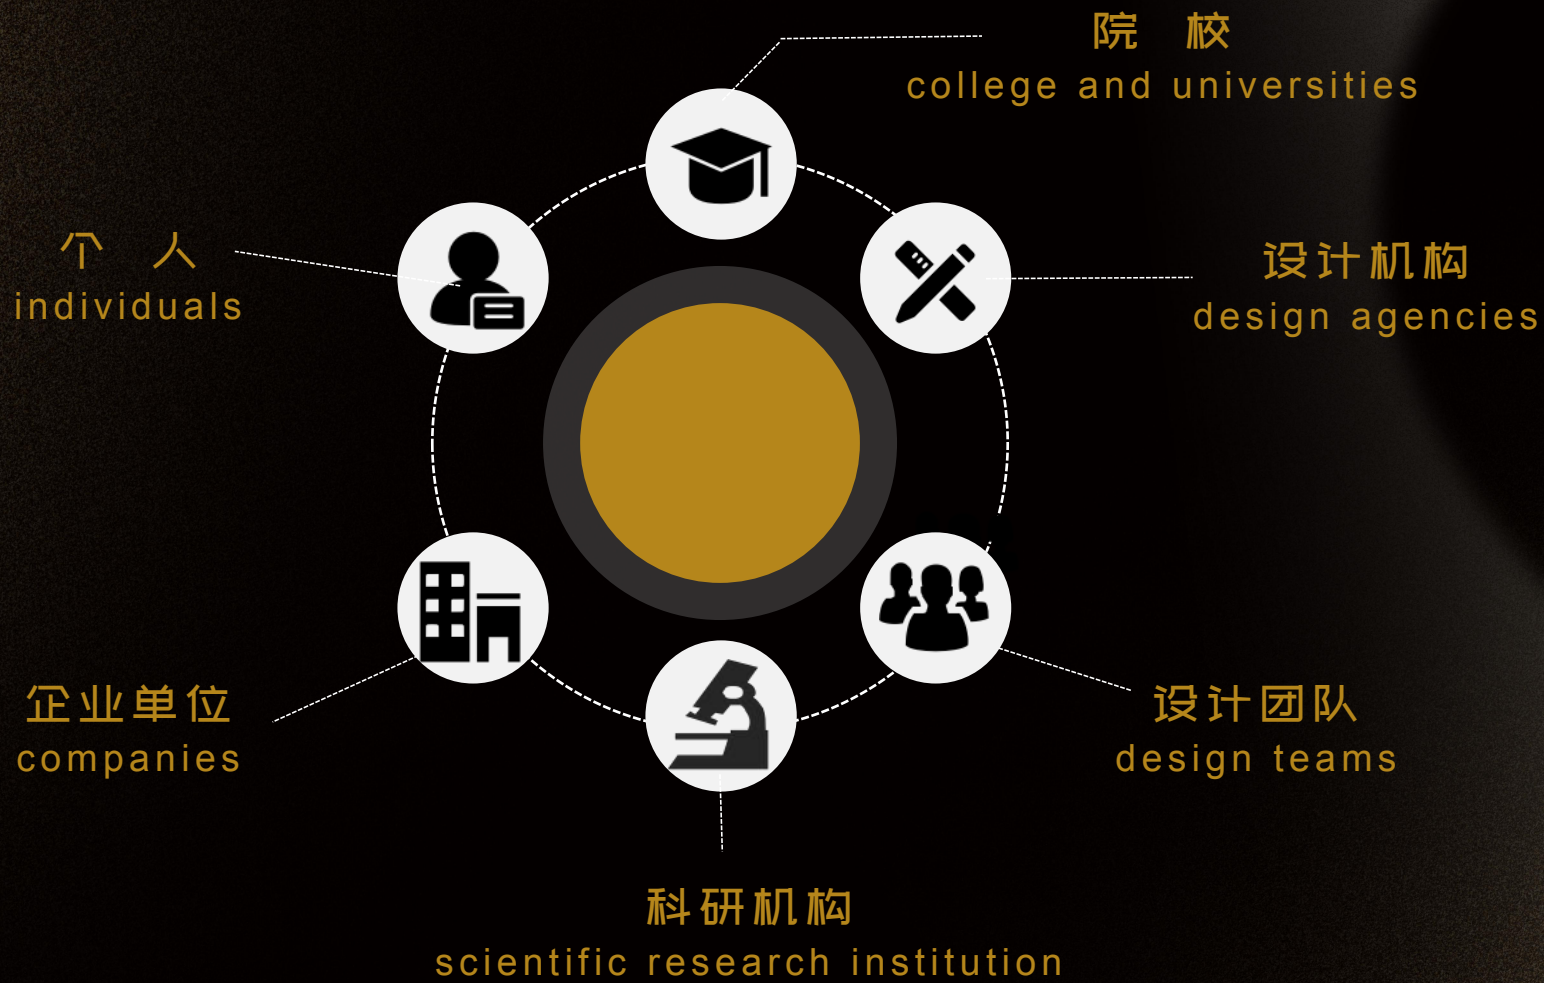 院 校
college and universities
个 人
individuals
设计机构
design agencies
企业单位
companies
设计团队
design teams
科研机构
scientific research institution